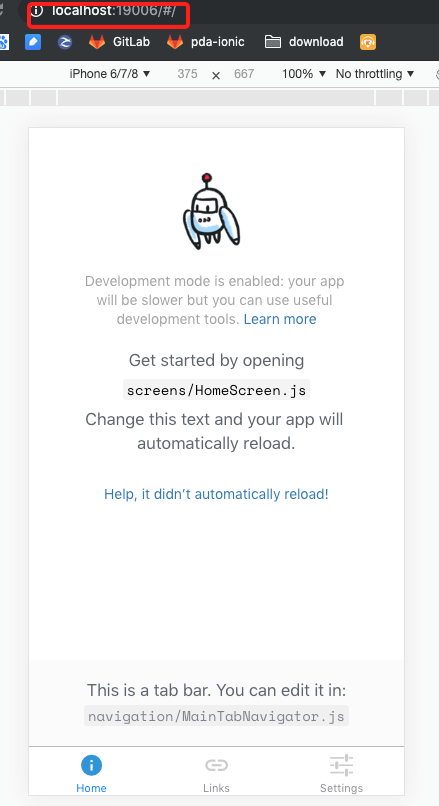 localhost:19006/#/
GitLab pda-ionic download
iPhone 6/7/8 ▼ 375 × 667 100% ▼ No throttling ▼
Development mode is enabled: your app
will be slower but you can use useful
development tools. Learn more
Get started by opening
screens/HomeScreen.js
Change this text and your app will
automatically reload.
Help, it didn’t automatically reload!
This is a tab bar. You can edit it in:
navigation/MainTabNavigator.js
Home Links Settings